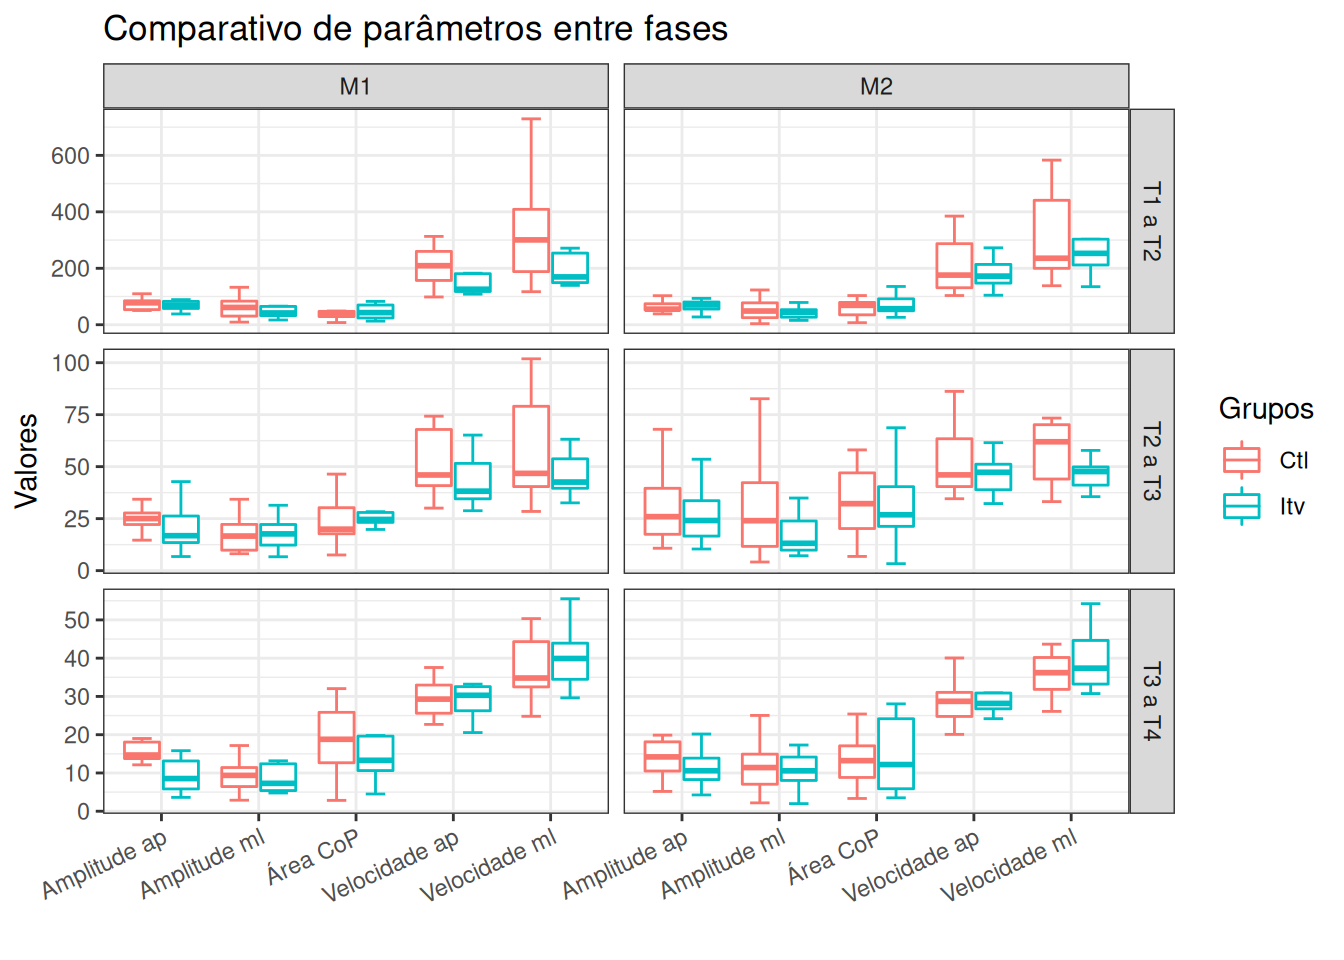 Comparativo de parâmetros entre fases
M1
M2
600
400
200
0
T1 a T2
100
75
50
25
0
T2 a T3
50
40
30
20
10
0
T3 a T4
Valores
Amplitude ap
Amplitude ml
Área CoP
Velocidade ap
Velocidade ml
Amplitude ap
Amplitude ml
Área CoP
Velocidade ap
Velocidade ml
Grupos
Ctl
Itv